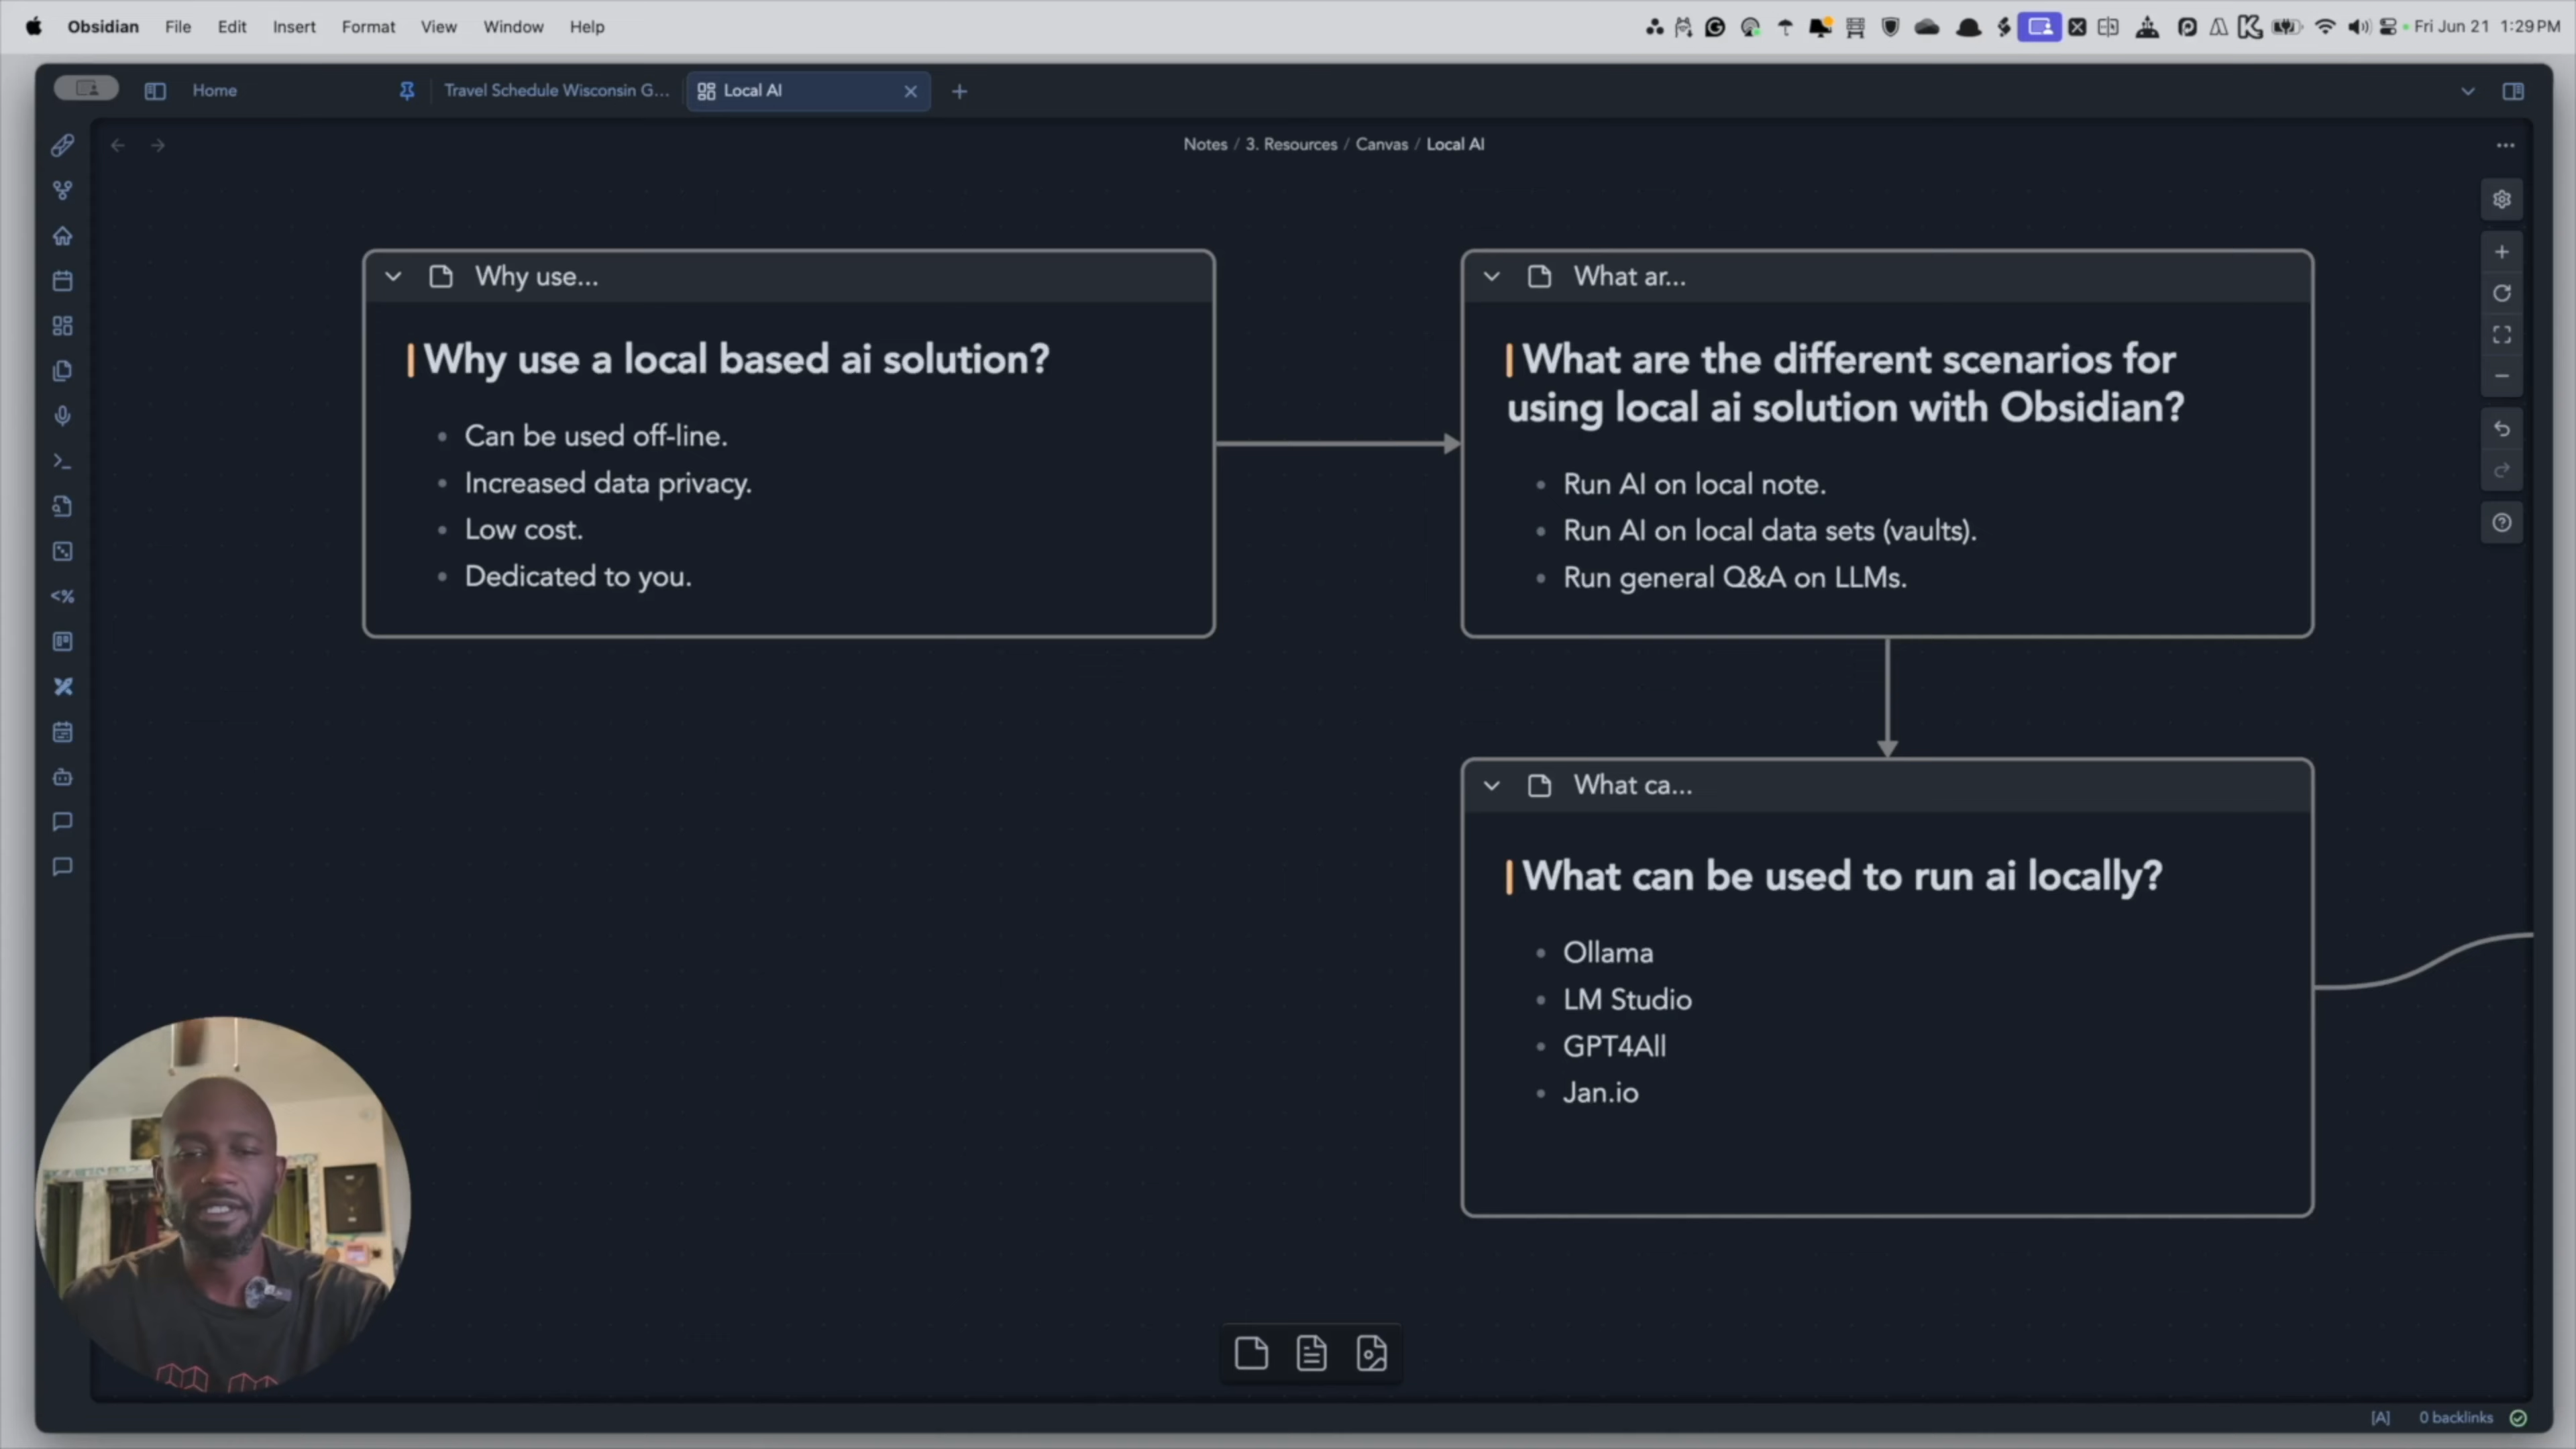 Obsidian File Edit Insert Format View Window Help
Fri Jun 21 1:29 PM
Home
Travel Schedule Wisconsin G...
Local AI
Notes / 3. Resources / Canvas / Local AI
Why use...
Why use a local based ai solution?
Can be used off-line.
Increased data privacy.
Low cost.
Dedicated to you.
What ar...
What are the different scenarios for
using local ai solution with Obsidian?
Run AI on local note.
Run AI on local data sets (vaults).
Run general Q&A on LLMs.
What ca...
What can be used to run ai locally?
Ollama
LM Studio
GPT4All
Jan.io
[A] 0 backlinks